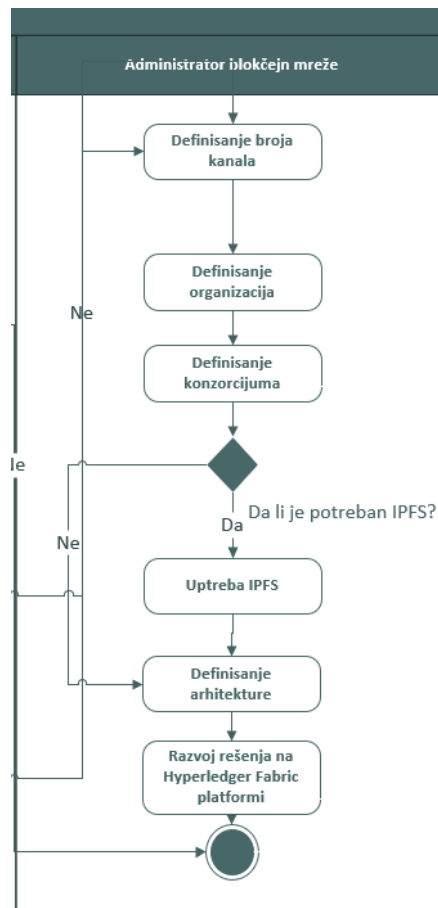 Administrator blokčejn mreže
Definisanje broja
kanala
Definisanje
organizacija
Ne
Definisanje
konzorcijuma
Da li je potreban IPFS?
Da
Ne
Uptreba IPFS
Definisanje
arhitekture
Razvoj rešenja na
Hyperledger Fabric
platformi